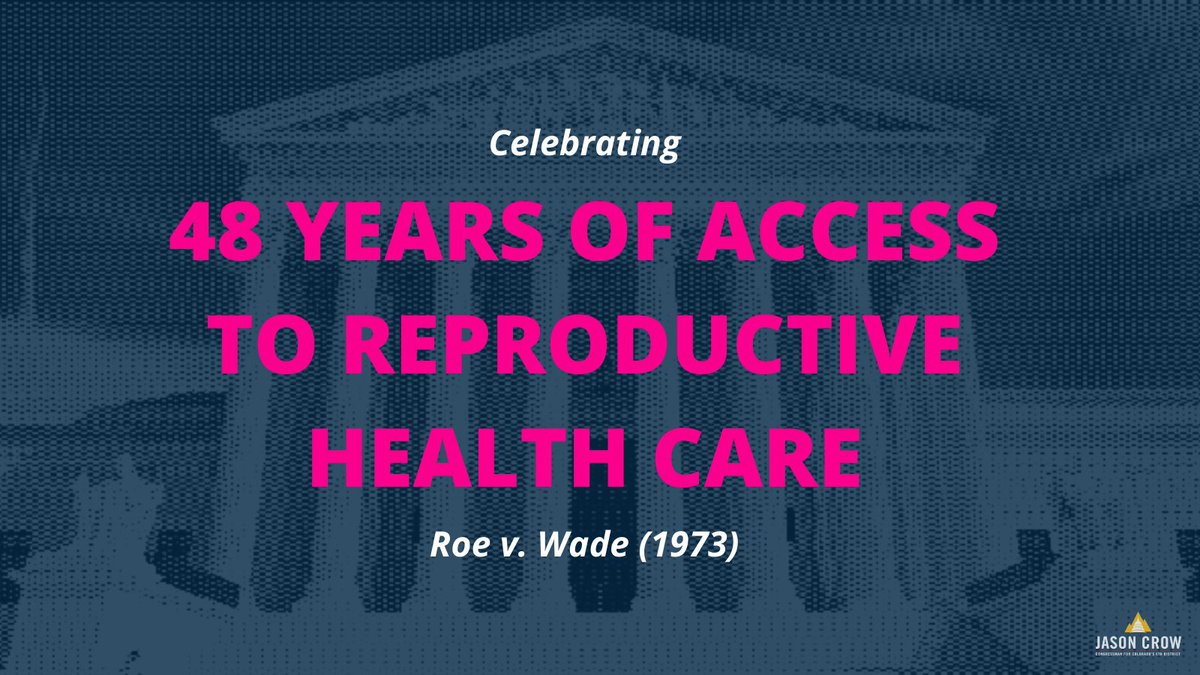 Celebrating
48 YEARS OF ACCESS
TO REPRODUCTIVE
HEALTH CARE
Roe v. Wade (1973)
JASON CROW
CONGRESSMAN FOR COLORADO'S 6TH DISTRICT